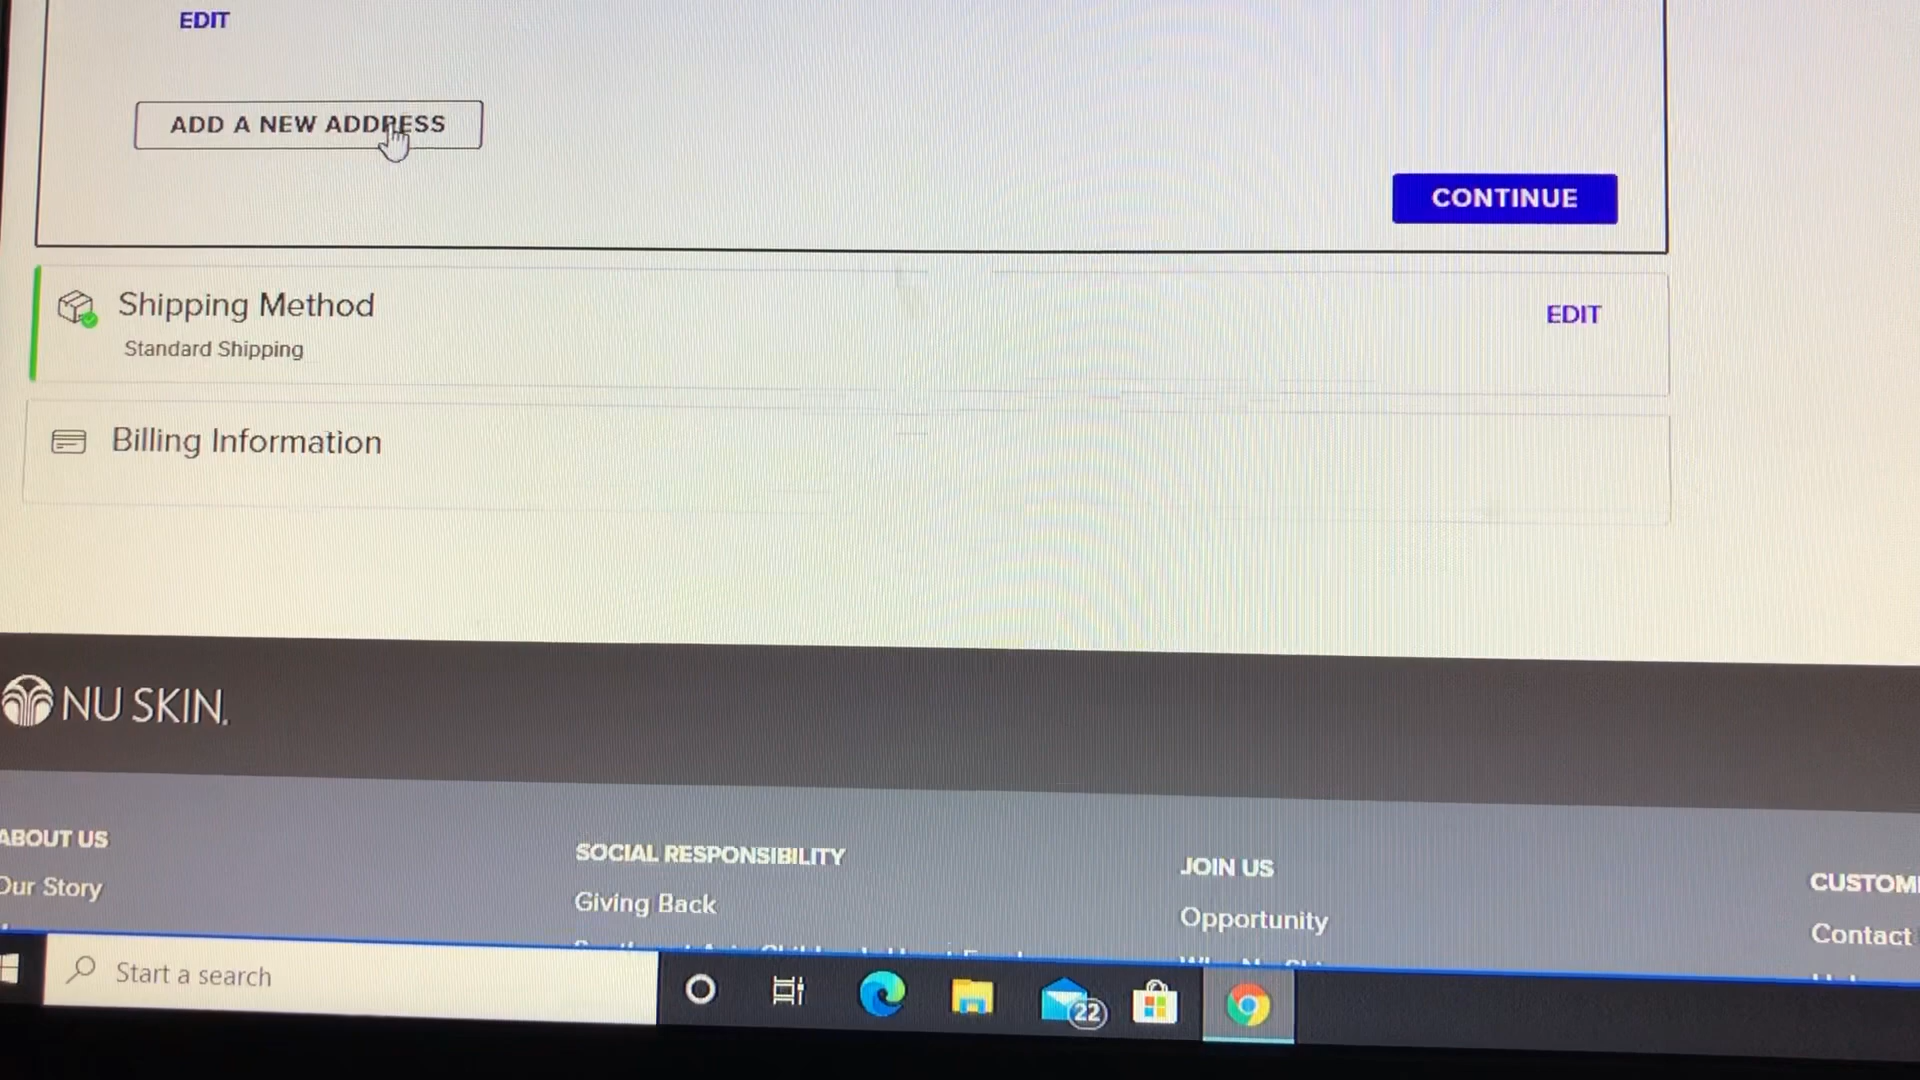 EDIT
ADD A NEW ADDRESS
CONTINUE
Shipping Method
EDIT
Standard Shipping
Billing Information
NU SKIN.
ABOUT US
SOCIAL RESPONSIBILITY
JOIN US
Our Story
Giving Back
Opportunity
Contact
Start a search
22